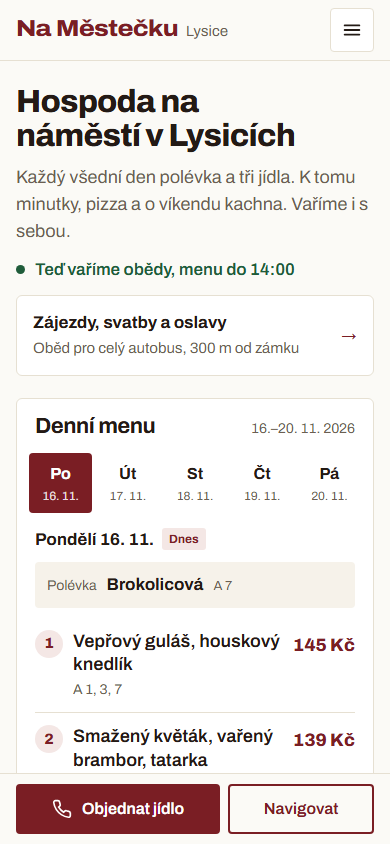 Na Městečku Lysice
Hospoda na
náměstí v Lysicích
Každý všední den polévka a tři jídla. K tomu
minutky, pizza a o víkendu kachna. Vaříme i s
sebou.
Teď vaříme obědy, menu do 14:00
Zájezdy, svatby a oslavy
Oběd pro celý autobus, 300 m od zámku
→
Denní menu 16.–20. 11. 2026
Po Út St Čt Pá
16. 11. 17. 11. 18. 11. 19. 11. 20. 11.
Pondělí 16. 11. Dnes
Polévka Brokolicová A 7
1 Vepřový guláš, houskový 145 Kč
knedlík
A 1, 3, 7
2 Smažený květák, vařený 139 Kč
brambor, tatarka
Objednat jídlo Navigovat